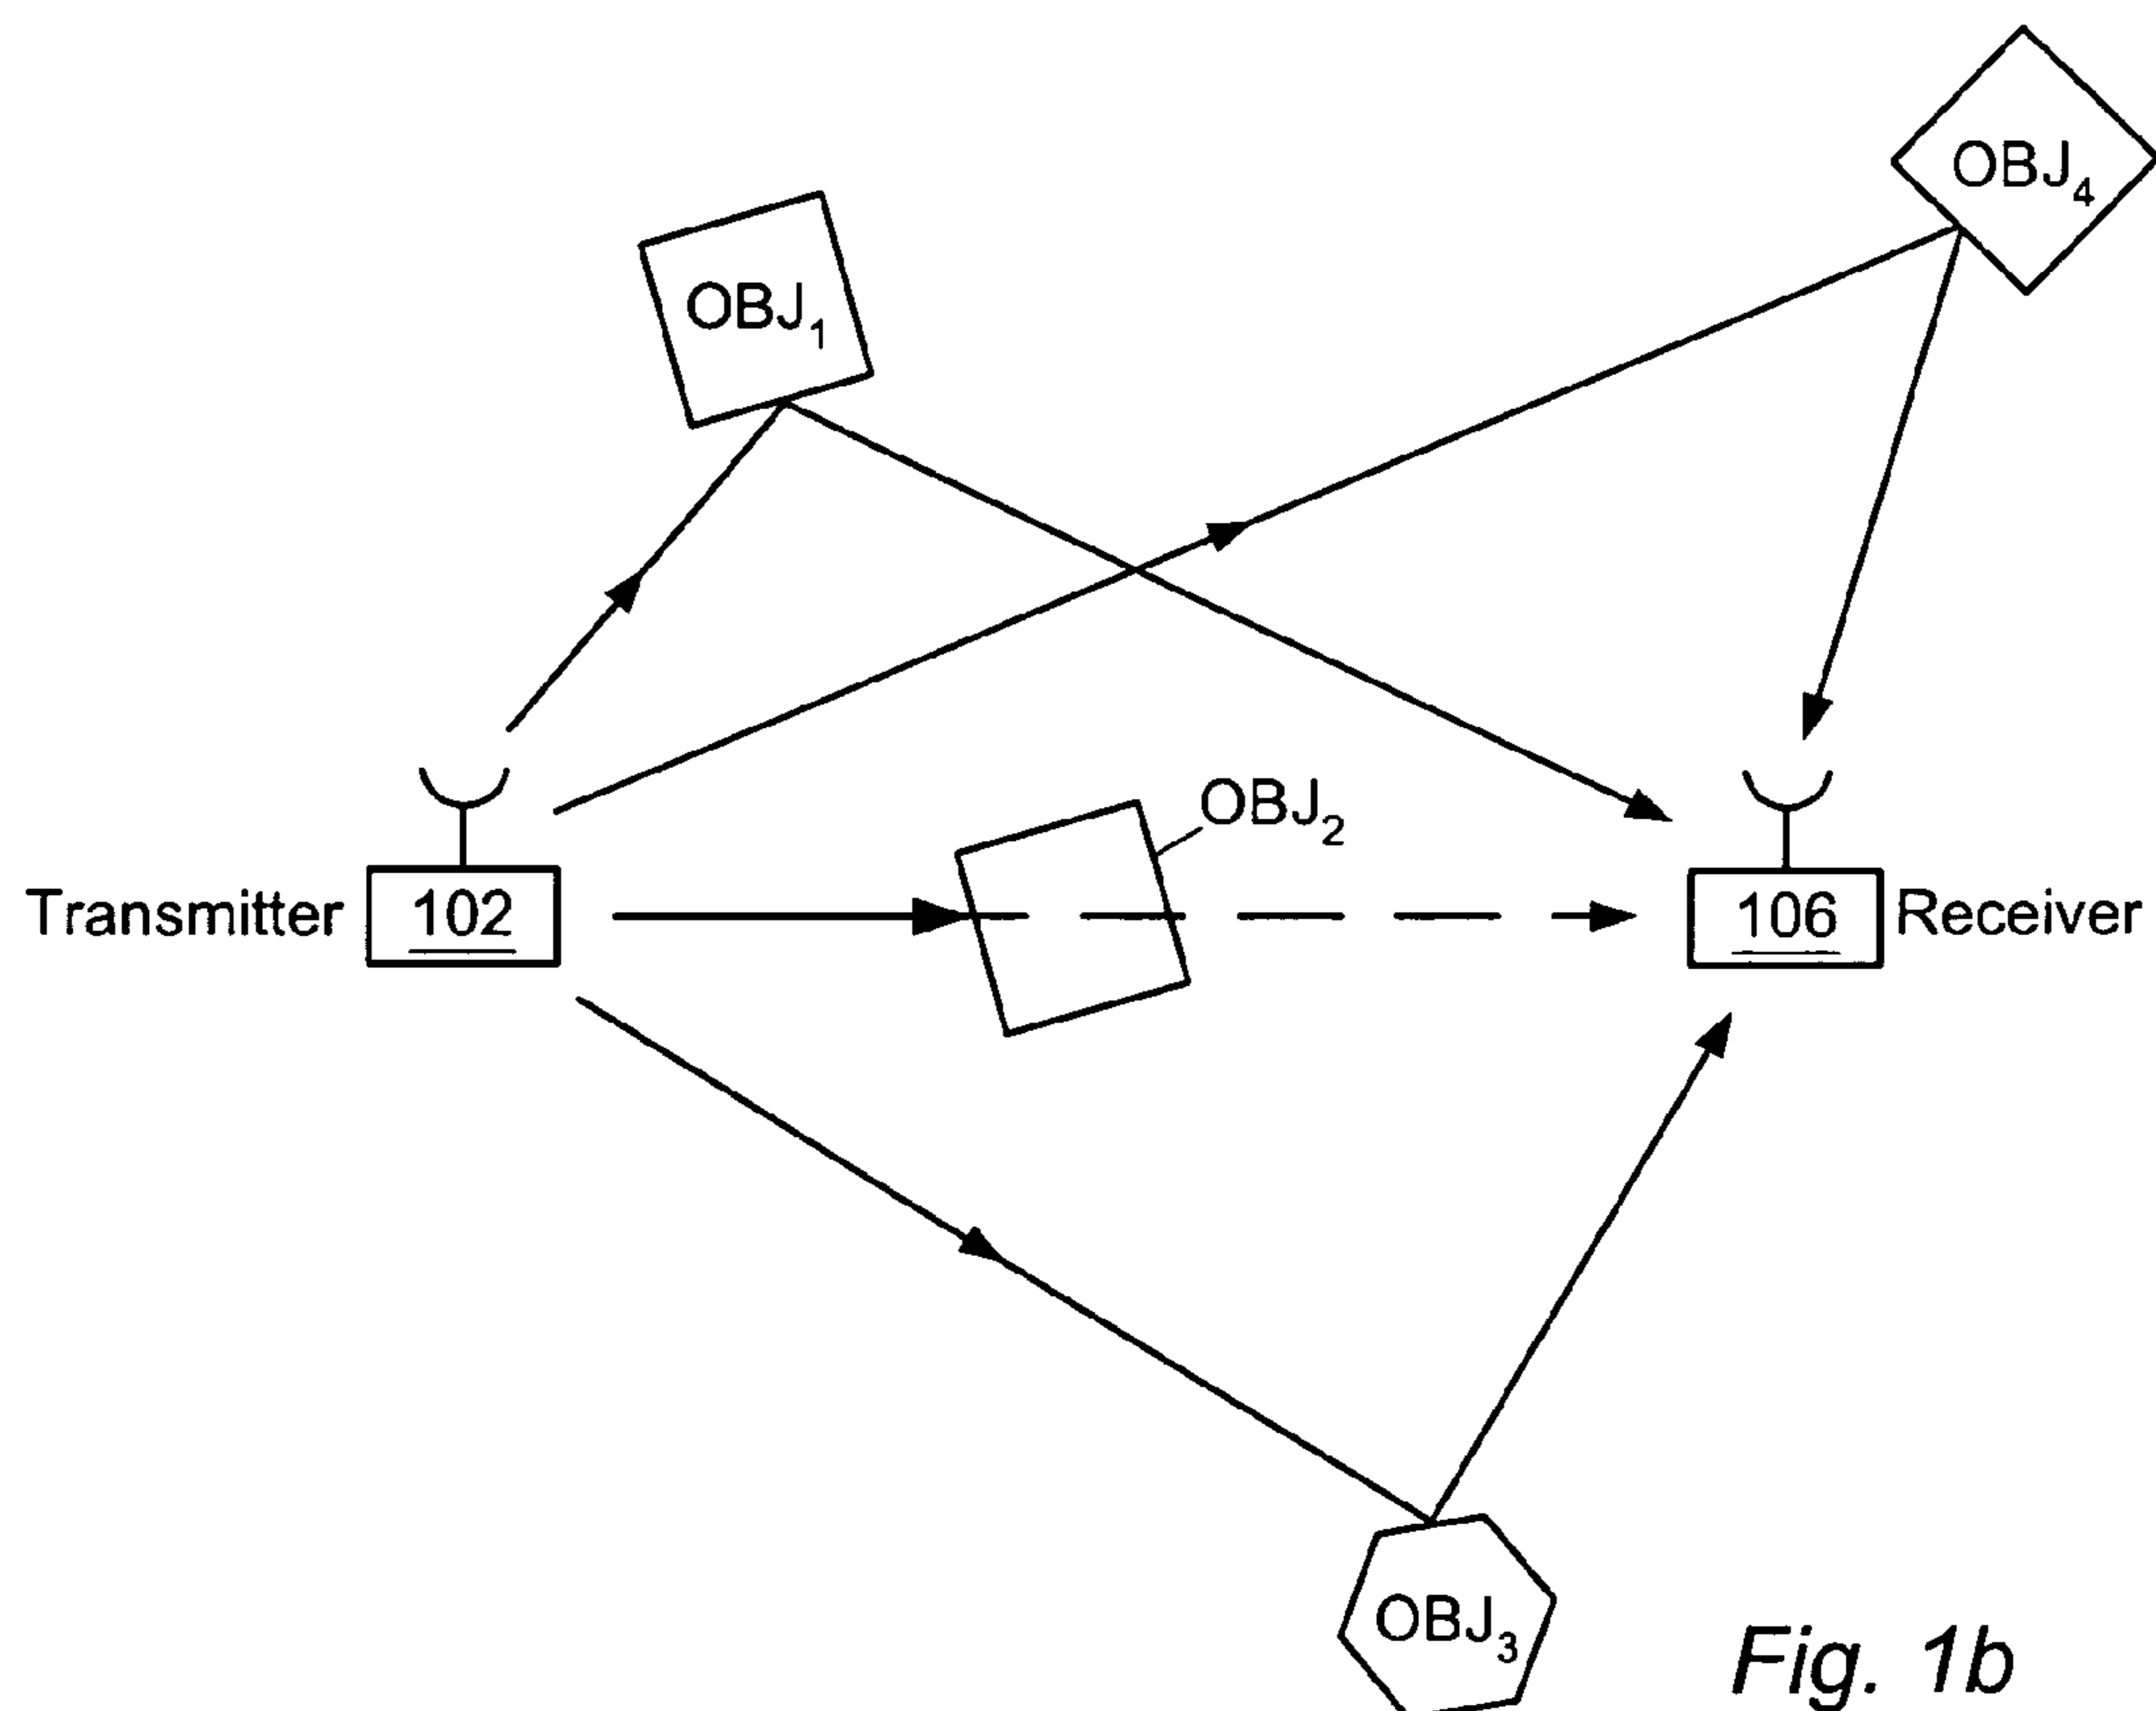 OBJ4
OBJ1
OBJ2
Transmitter 102
106 Receiver
OBJ3
Fig. 1b